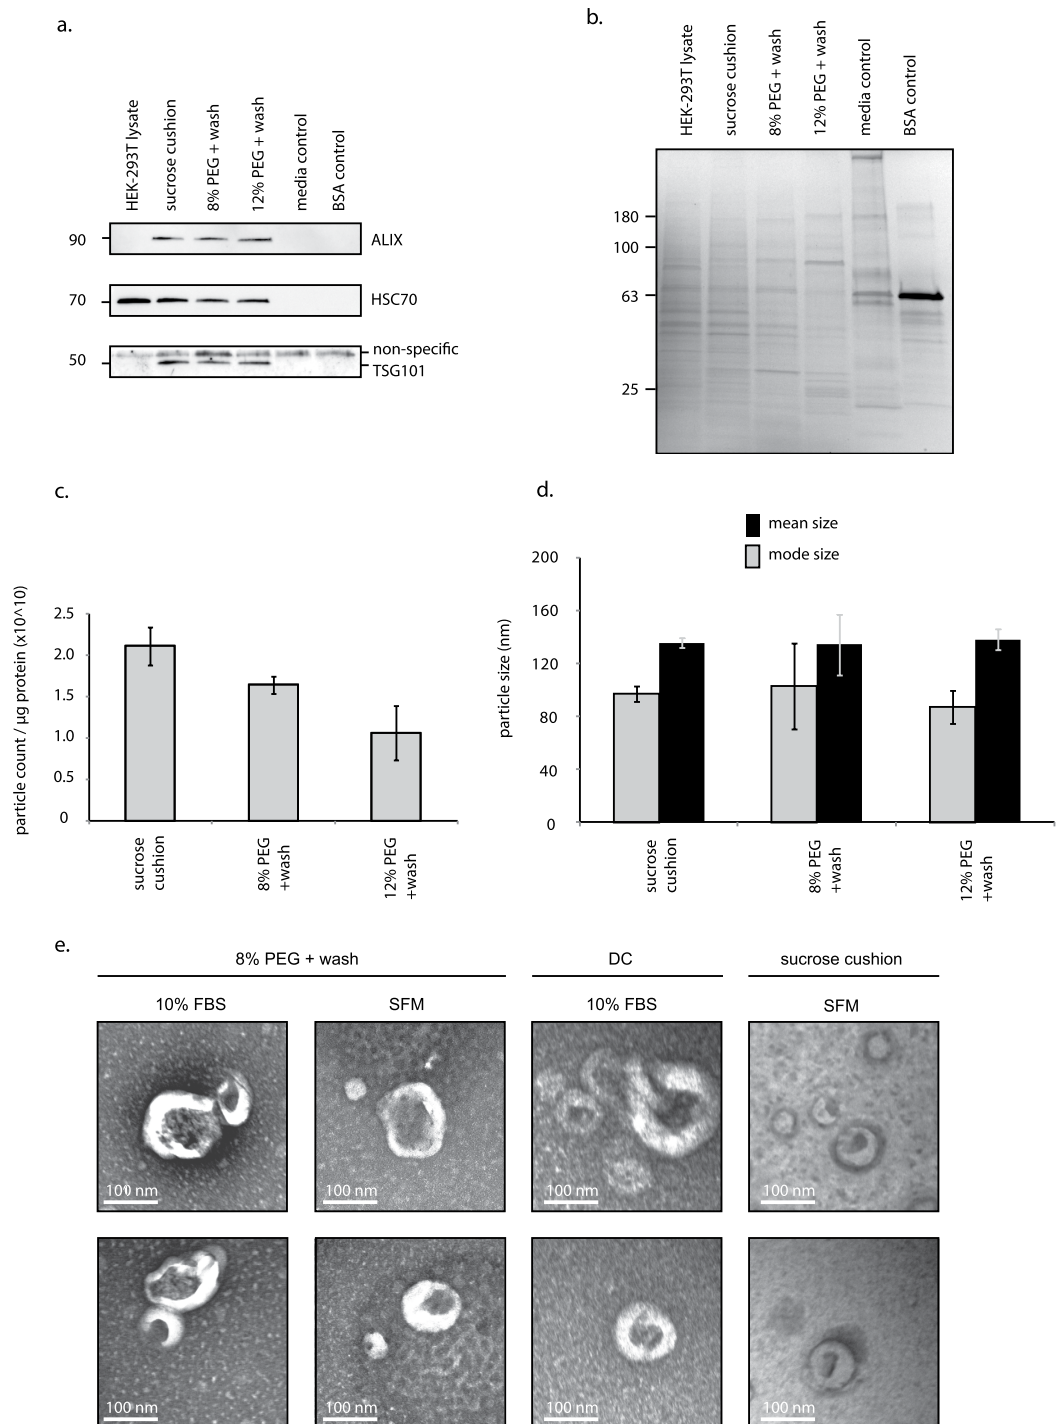 a.
HEK-293T lysate
sucrose cushion
8% PEG + wash
12% PEG + wash
media control
BSA control
90
ALIX
70
HSC70
50
non-specific
TSG101
b.
HEK-293T lysate
sucrose cushion
8% PEG + wash
12% PEG + wash
media control
BSA control
180
100
63
25
c.
particle count / µg protein (x10^10)
2.5
2.0
1.5
1.0
0.5
0
sucrose
cushion
8% PEG
+wash
12% PEG
+wash
d.
mean size
mode size
particle size (nm)
200
160
120
80
40
0
sucrose
cushion
8% PEG
+wash
12% PEG
+wash
e.
8% PEG + wash
DC
sucrose cushion
10% FBS
SFM
10% FBS
SFM
100 nm
100 nm
100 nm
100 nm
100 nm
100 nm
100 nm
100 nm